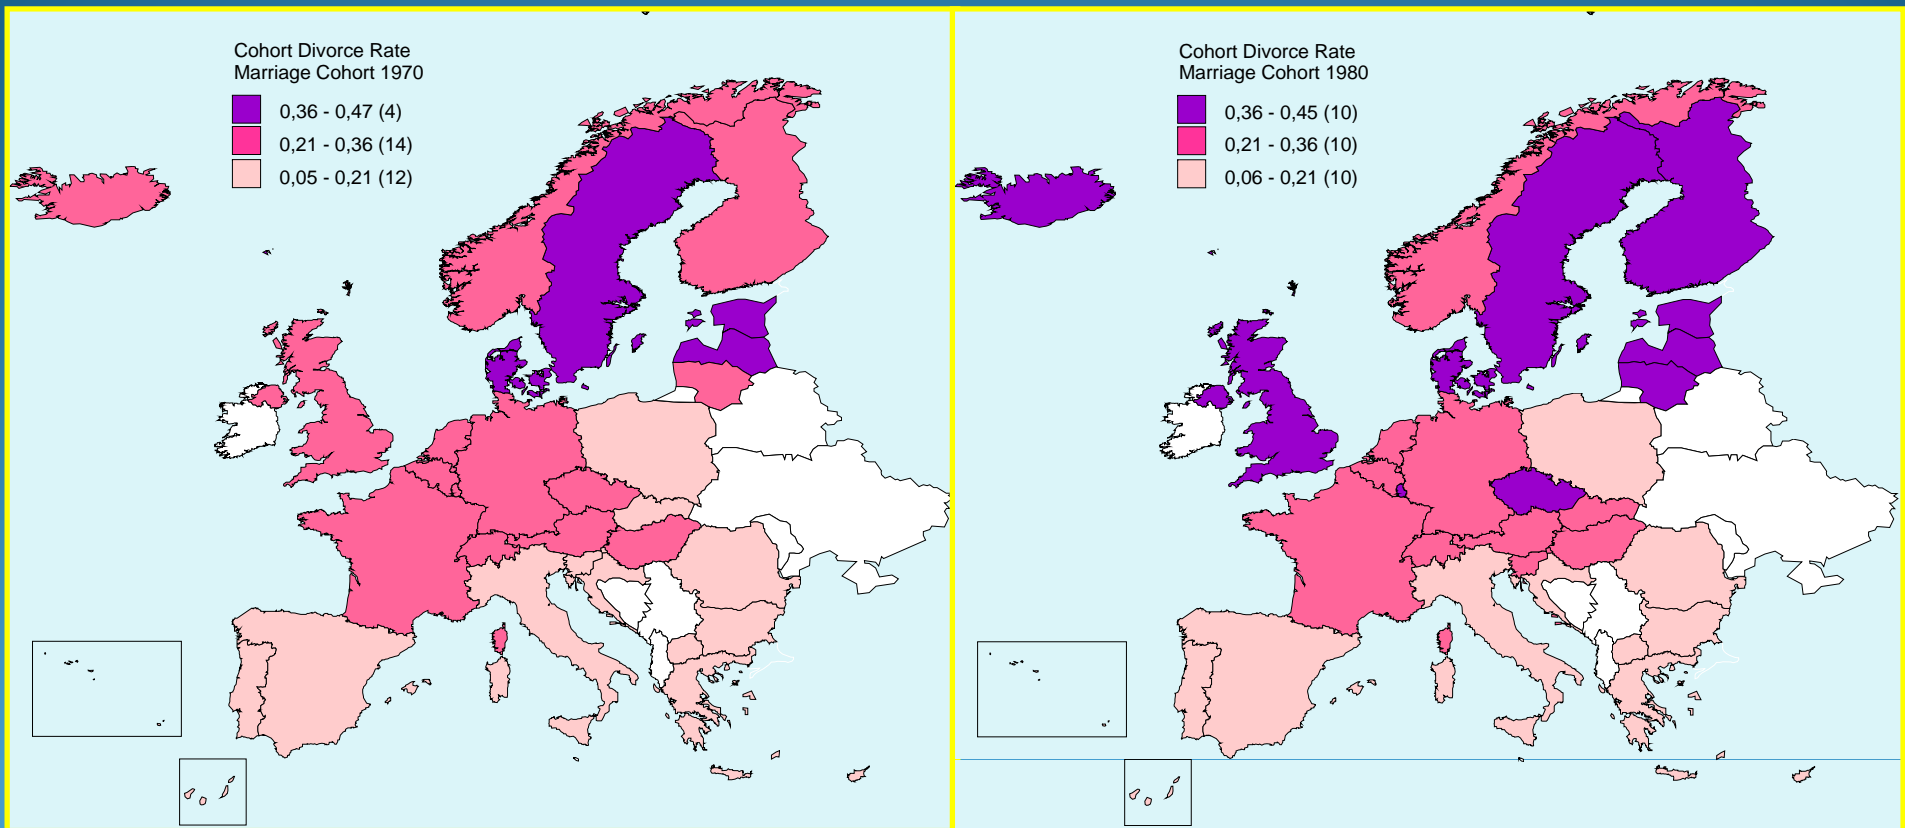 Cohort Divorce Rate
Marriage Cohort 1970
0,36 - 0,47 (4)
0,21 - 0,36 (14)
0,05 - 0,21 (12)
Cohort Divorce Rate
Marriage Cohort 1980
0,36 - 0,45 (10)
0,21 - 0,36 (10)
0,06 - 0,21 (10)